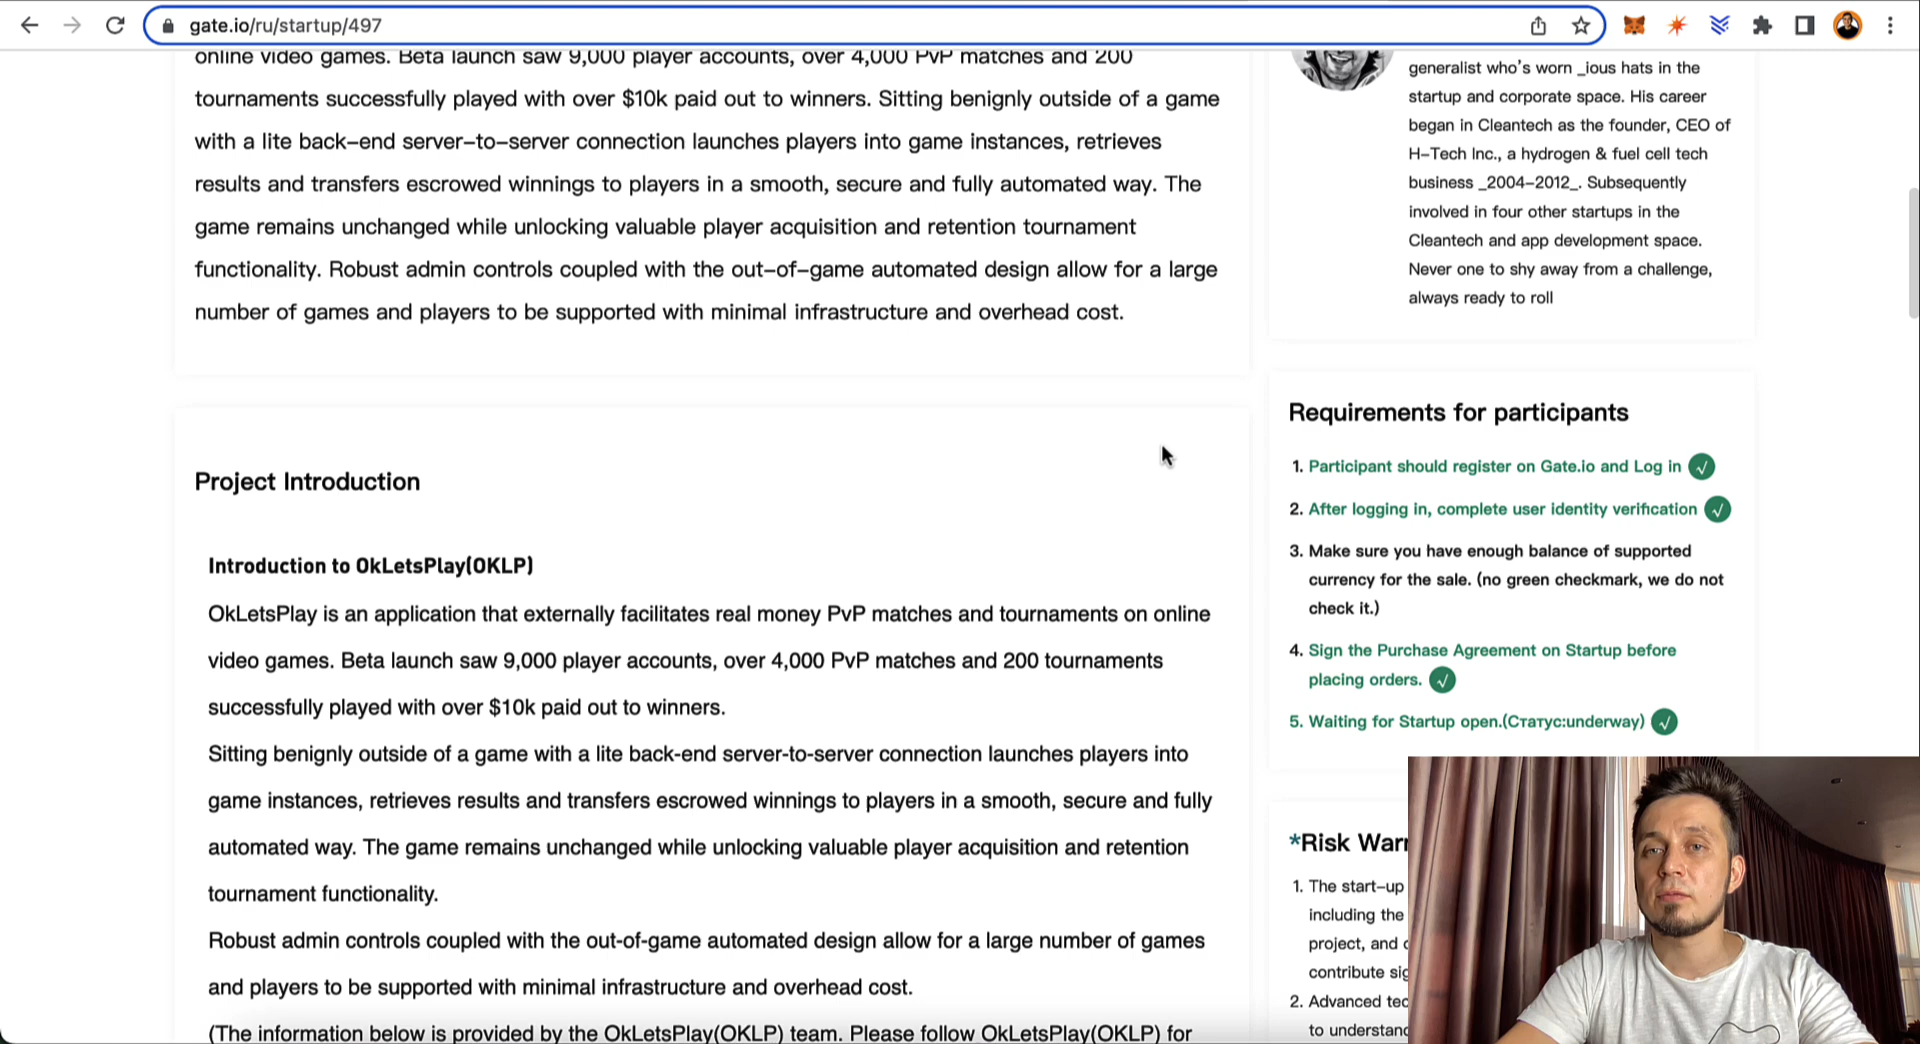 gate.io/ru/startup/497
online video games. Beta launch saw 9,000 player accounts, over 4,000 PvP matches and 200
tournaments successfully played with over $10k paid out to winners. Sitting benignly outside of a game
with a lite back–end server–to–server connection launches players into game instances, retrieves
results and transfers escrowed winnings to players in a smooth, secure and fully automated way. The
game remains unchanged while unlocking valuable player acquisition and retention tournament
functionality. Robust admin controls coupled with the out–of–game automated design allow for a large
number of games and players to be supported with minimal infrastructure and overhead cost.
Project Introduction
Introduction to OkLetsPlay(OKLP)
OkLetsPlay is an application that externally facilitates real money PvP matches and tournaments on online
video games. Beta launch saw 9,000 player accounts, over 4,000 PvP matches and 200 tournaments
successfully played with over $10k paid out to winners.
Sitting benignly outside of a game with a lite back-end server-to-server connection launches players into
game instances, retrieves results and transfers escrowed winnings to players in a smooth, secure and fully
automated way. The game remains unchanged while unlocking valuable player acquisition and retention
tournament functionality.
Robust admin controls coupled with the out-of-game automated design allow for a large number of games
and players to be supported with minimal infrastructure and overhead cost.
(The information below is provided by the OkLetsPlay(OKLP) team. Please follow OkLetsPlay(OKLP) for
generalist who's worn _ious hats in the
startup and corporate space. His career
began in Cleantech as the founder, CEO of
H–Tech Inc., a hydrogen & fuel cell tech
business _2004–2012_. Subsequently
involved in four other startups in the
Cleantech and app development space.
Never one to shy away from a challenge,
always ready to roll
Requirements for participants
1. Participant should register on Gate.io and Log in
2. After logging in, complete user identity verification
3. Make sure you have enough balance of supported
currency for the sale. (no green checkmark, we do not
check it.)
4. Sign the Purchase Agreement on Startup before
placing orders.
5. Waiting for Startup open.(Статус:underway)
*Risk Warn
1. The start–up
including the
project, and
contribute sig
2. Advanced tec
to understand